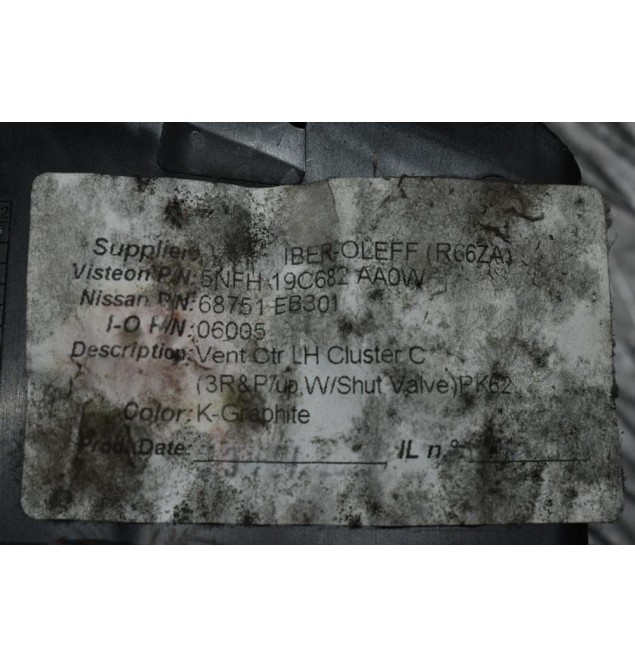 Supplier: IBER-OLEFF (R66ZA)
Visteon P/N: 5NFH 19C682 AA0W
Nissan P/N: 68751 EB301
I-O P/N: 06005
Description: Vent Ctr LH Cluster C
(3R&P/up,W/Shut Valve)PK62
Color: K-Graphite
Prod. Date: IL n.º